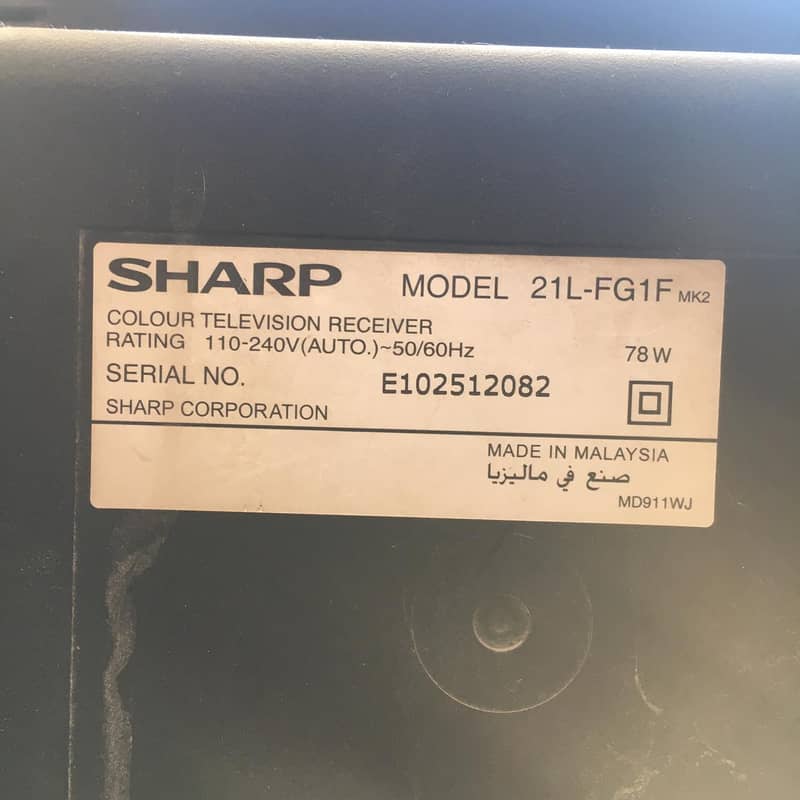 SHARP MODEL 21L-FG1F MK2
COLOUR TELEVISION RECEIVER
RATING 110-240V(AUTO.)~50/60Hz 78W
SERIAL NO. E102512082
SHARP CORPORATION
MADE IN MALAYSIA
صنع في ماليزيا
MD911WJ